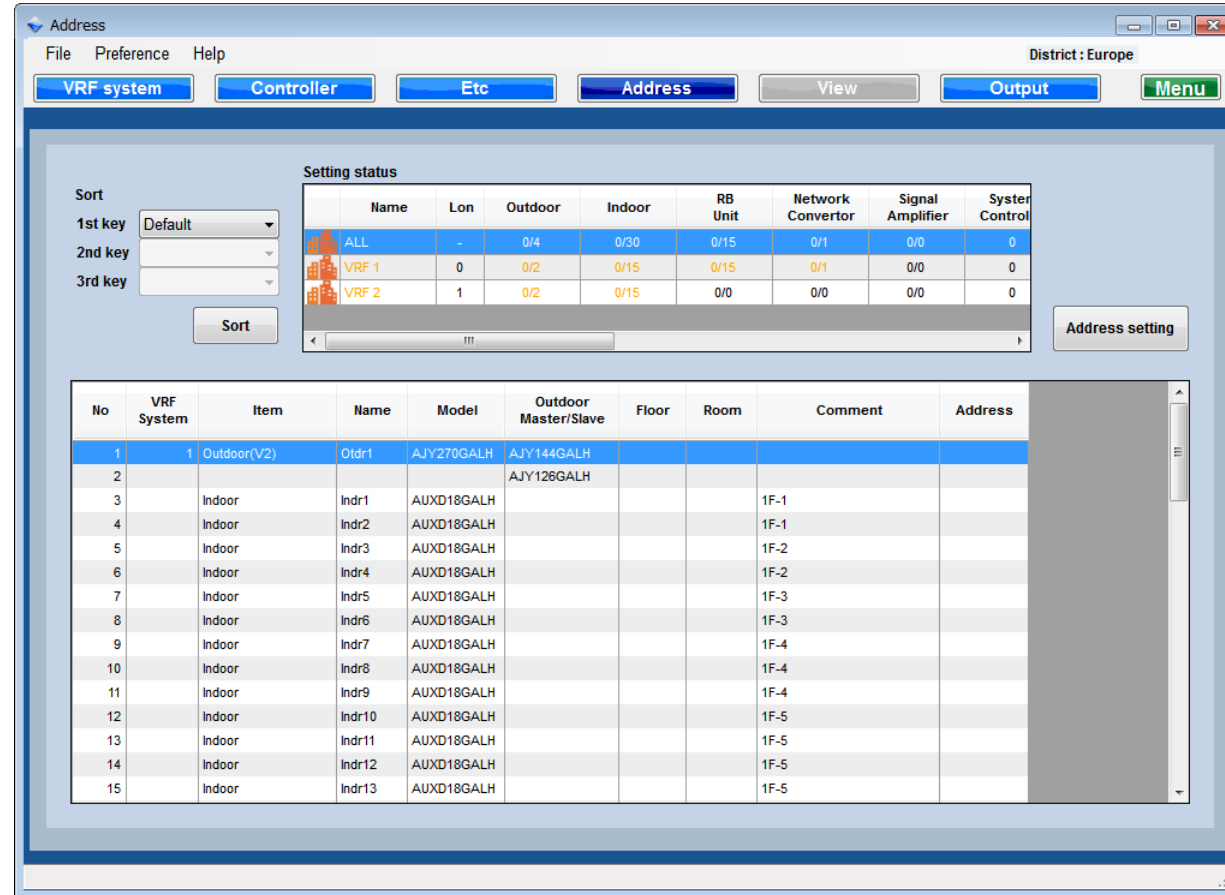 Address
File Preference Help District : Europe
VRF system Controller Etc Address View Output Menu
Setting status
Sort
1st key Default
2nd key
3rd key
Sort
Name Lon Outdoor Indoor RB Unit Network Convertor Signal Amplifier System Control
ALL - 0/4 0/30 0/15 0/1 0/0 0
VRF 1 0 0/2 0/15 0/15 0/1 0/0 0
VRF 2 1 0/2 0/15 0/0 0/0 0/0 0
Address setting
No VRF System Item Name Model Outdoor Master/Slave Floor Room Comment Address
1 1 Outdoor(V2) Otdr1 AJY270GALH AJY144GALH
2 AJY126GALH
3 Indoor Indr1 AUXD18GALH 1F-1
4 Indoor Indr2 AUXD18GALH 1F-1
5 Indoor Indr3 AUXD18GALH 1F-2
6 Indoor Indr4 AUXD18GALH 1F-2
7 Indoor Indr5 AUXD18GALH 1F-3
8 Indoor Indr6 AUXD18GALH 1F-3
9 Indoor Indr7 AUXD18GALH 1F-4
10 Indoor Indr8 AUXD18GALH 1F-4
11 Indoor Indr9 AUXD18GALH 1F-4
12 Indoor Indr10 AUXD18GALH 1F-5
13 Indoor Indr11 AUXD18GALH 1F-5
14 Indoor Indr12 AUXD18GALH 1F-5
15 Indoor Indr13 AUXD18GALH 1F-5